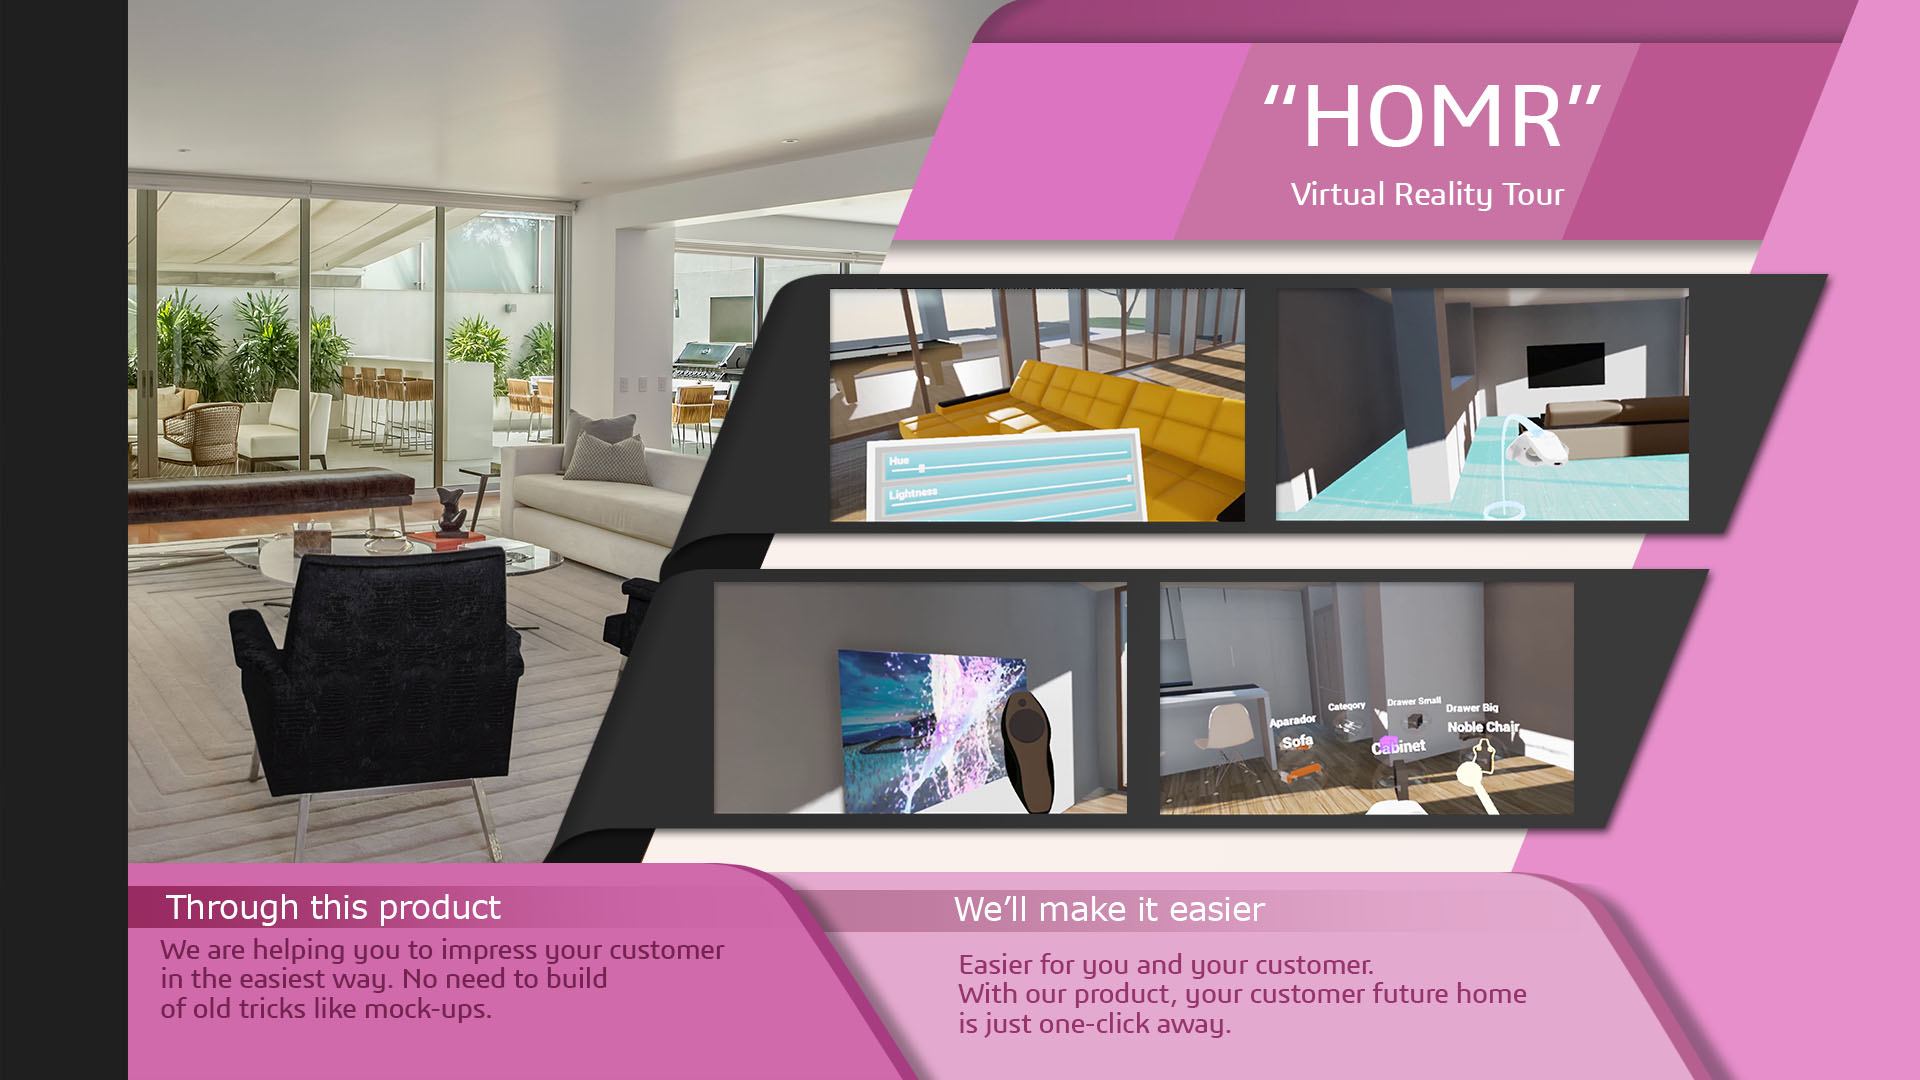 “HOMR”
Virtual Reality Tour
Hue
Lightness
Aparador
Category
Drawer Small
Drawer Big
Sofa
Cabinet
Noble Chair
Through this product
We are helping you to impress your customer
in the easiest way. No need to build
of old tricks like mock-ups.
We’ll make it easier
Easier for you and your customer.
With our product, your customer future home
is just one-click away.